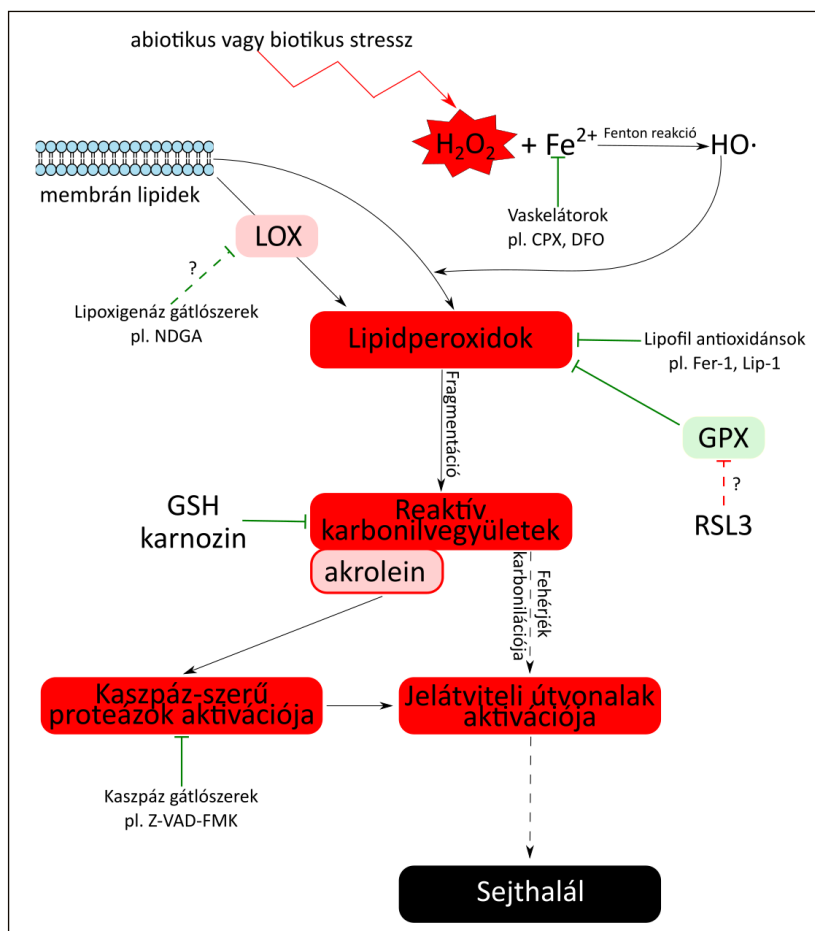 abiotikus vagy biotikus stressz
H₂O₂ + Fe²⁺ Fenton reakció HO·
membrán lipidek
Vaskelátorok
pl. CPX, DFO
LOX
?
Lipoxigenáz gátlószerek
pl. NDGA
Lipidperoxidok
Lipofil antioxidánsok
pl. Fer-1, Lip-1
Fragmentáció
GPX
?
RSL3
GSH
karnozin
Reaktív
karbonilvegyületek
akrolein
Fehérjék
karbonilációja
Kaszpáz-szerű
proteázok aktivációja
Jelátviteli útvonalak
aktivációja
Kaszpáz gátlószerek
pl. Z-VAD-FMK
Sejthalál